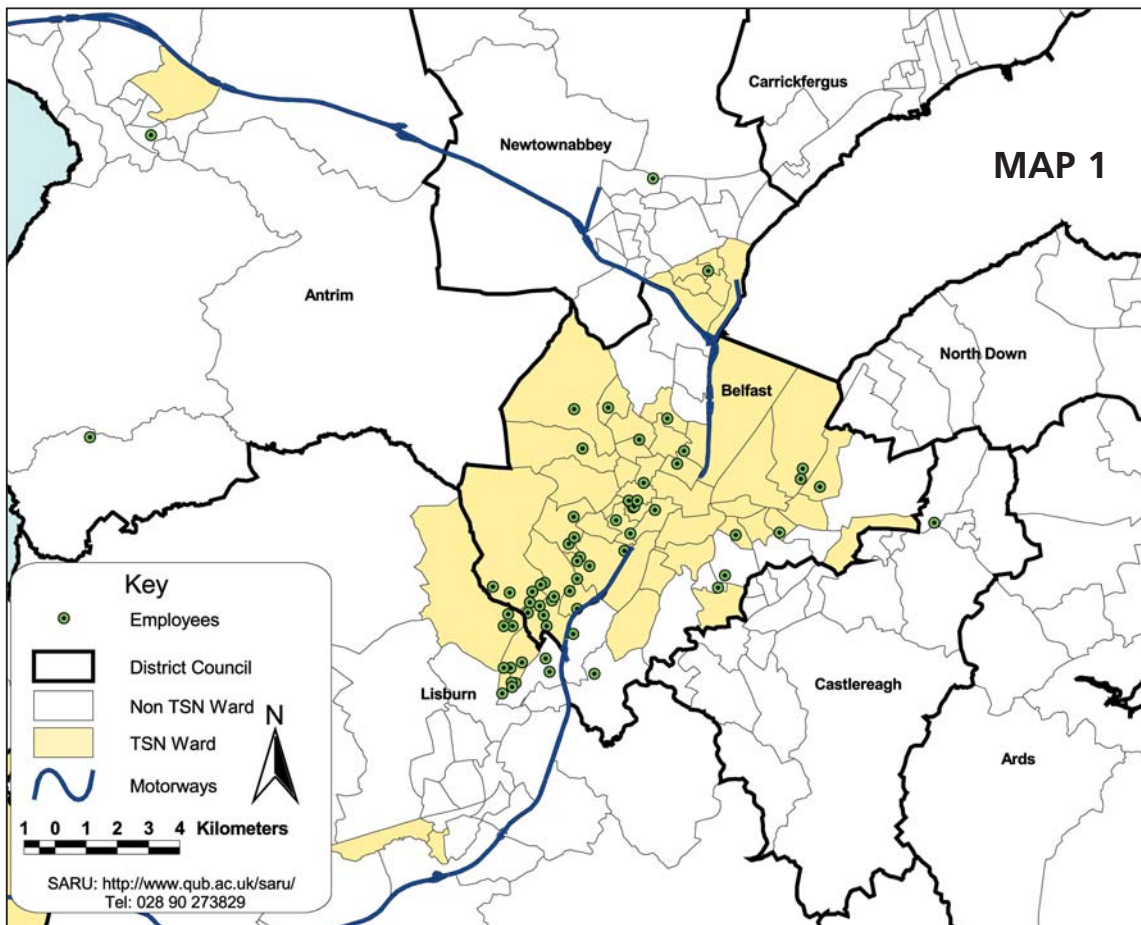 Carrickfergus
Newtownabbey
MAP 1
Antrim
North Down
Belfast
Key
Employees
District Council
Non TSN Ward
TSN Ward
Motorways
N
1 0 1 2 3 4 Kilometers
SARU: http://www.qub.ac.uk/saru/
Tel: 028 90 273829
Lisburn
Castlereagh
Ards